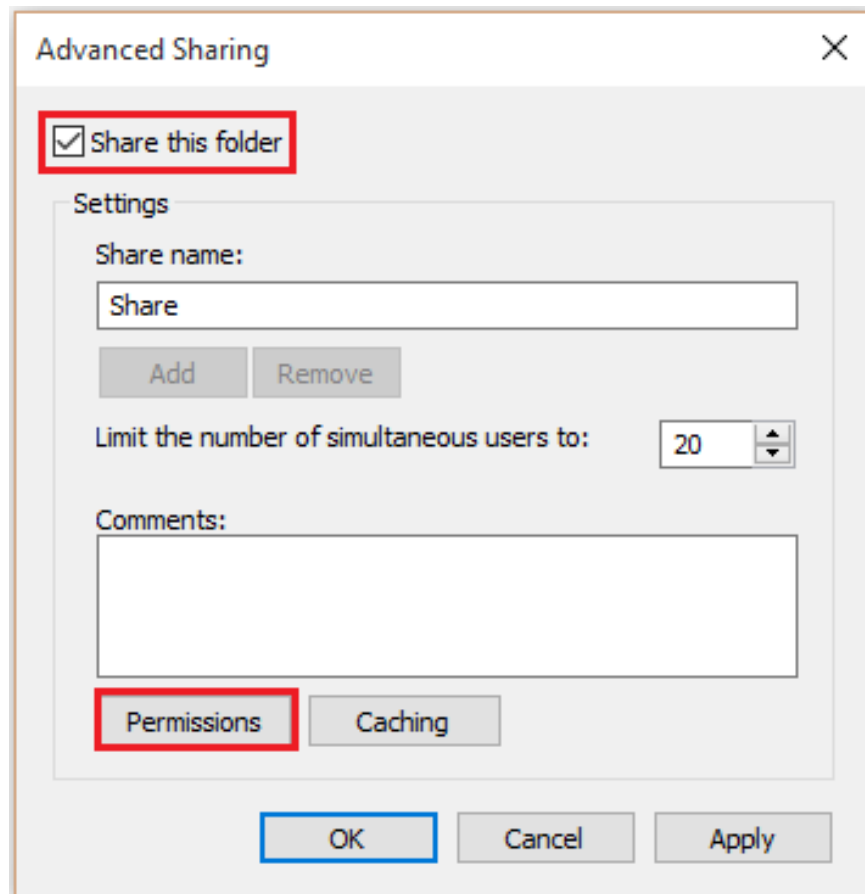 Advanced Sharing
Share this folder
Settings
Share name:
Share
Add Remove
Limit the number of simultaneous users to: 20
Comments:
Permissions Caching
OK Cancel Apply